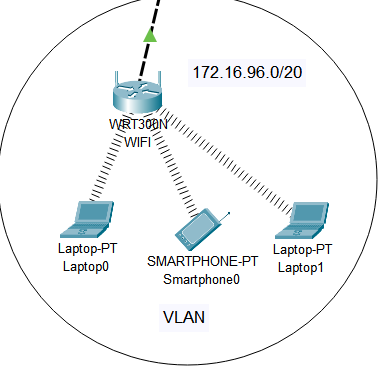 172.16.96.0/20
WRT300N
WIFI
Laptop-PT
Laptop0
SMARTPHONE-PT
Smartphone0
Laptop-PT
Laptop1
VLAN